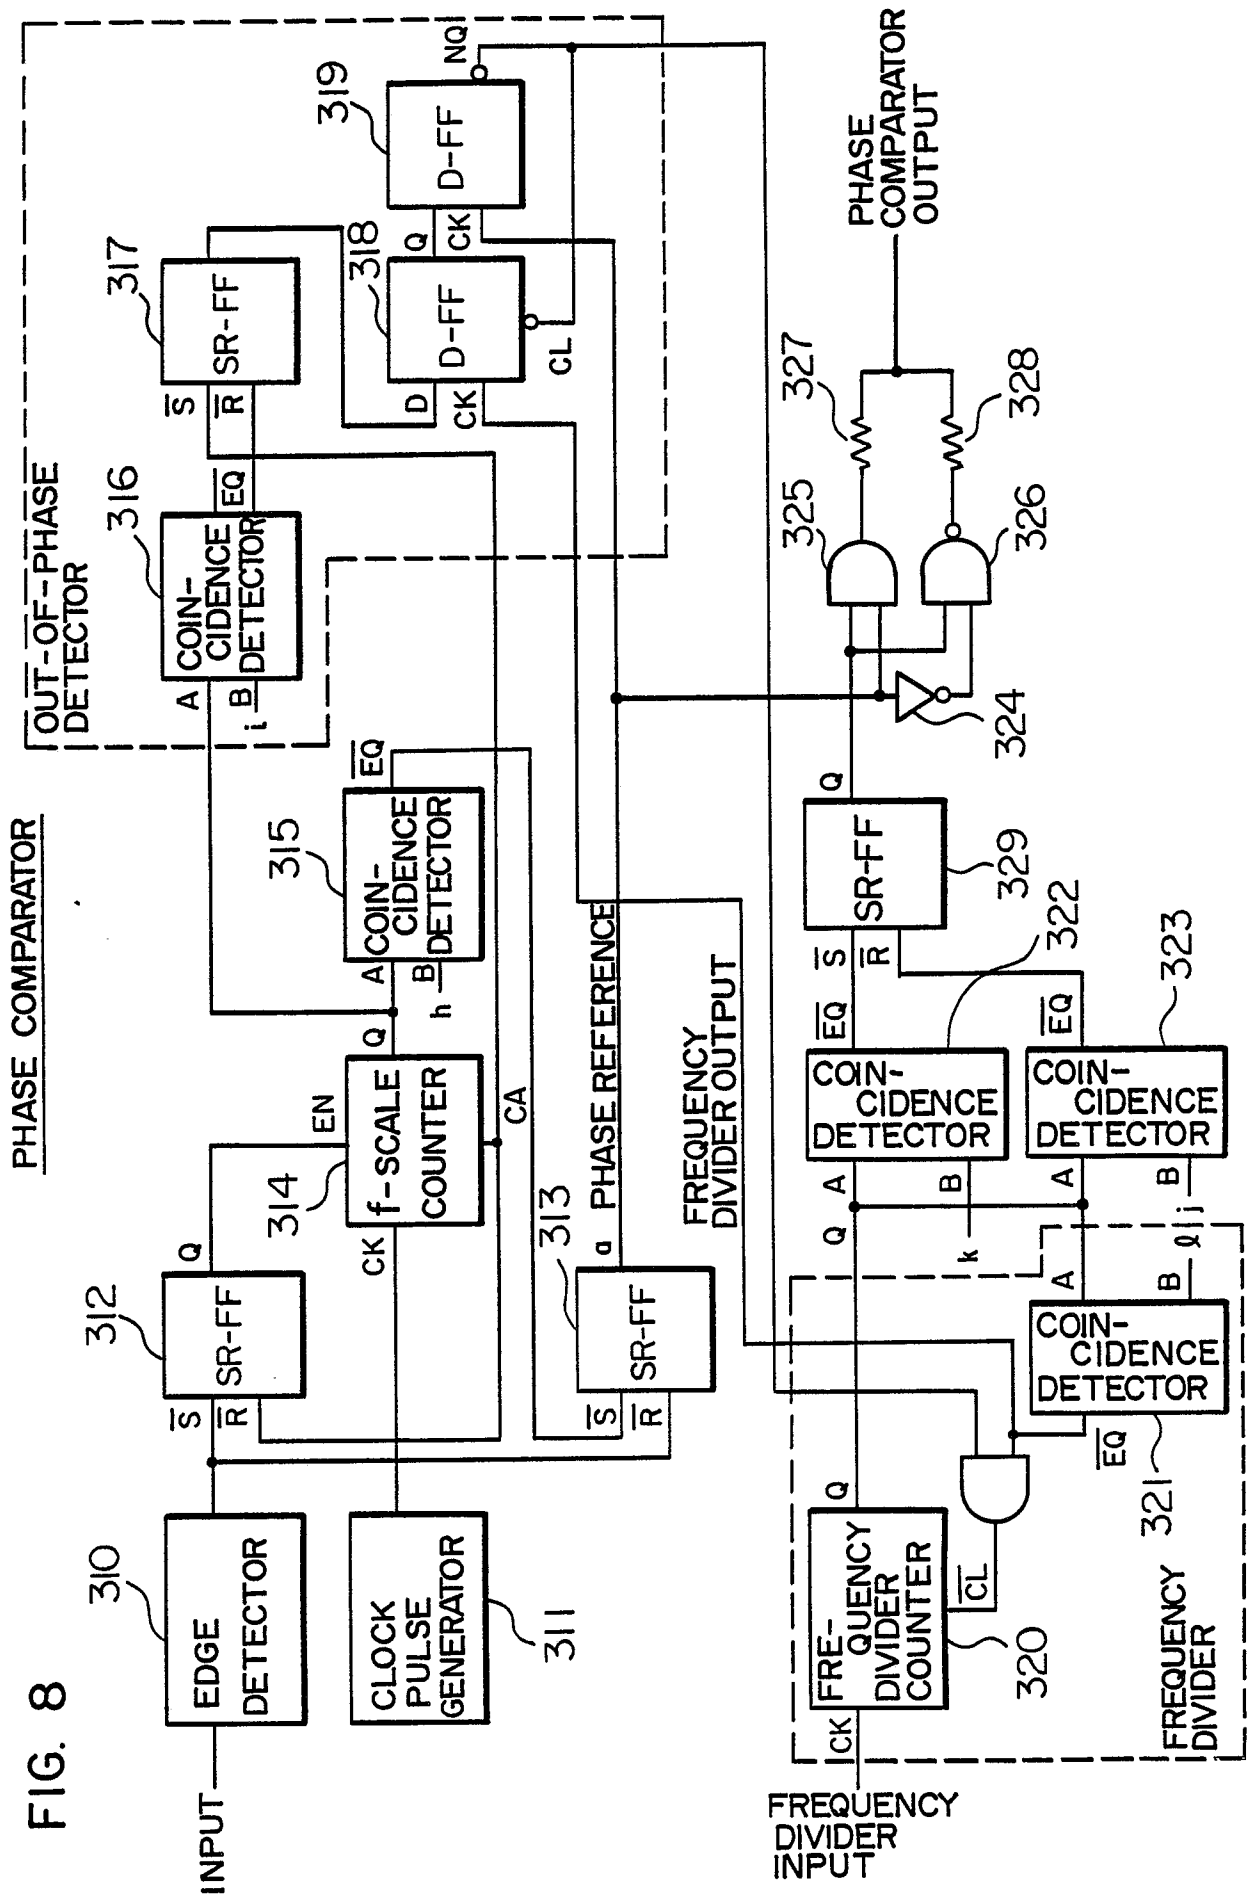 FIG. 8
PHASE COMPARATOR
INPUT
EDGE
DETECTOR
310
S
R
SR-FF
312
Q
CLOCK
PULSE
GENERATOR
311
CK
EN
f-SCALE
COUNTER
314
Q
CA
A
B
h
COIN-
CIDENCE
DETECTOR
315
EQ
OUT-OF-PHASE
DETECTOR
A
B
i
COIN-
CIDENCE
DETECTOR
316
EQ
S
R
SR-FF
317
D
CK
D-FF
318
CL
Q
CK
D-FF
319
NQ
S
R
SR-FF
313
a PHASE REFERENCE
FREQUENCY
DIVIDER OUTPUT
FREQUENCY
DIVIDER
INPUT
CK
FRE-
QUENCY
DIVIDER
COUNTER
320
Q
CL
FREQUENCY
DIVIDER
EQ
COIN-
CIDENCE
DETECTOR
321
A
B
ℓ
Q
A
B
k
COIN-
CIDENCE
DETECTOR
322
EQ
A
B
j
COIN-
CIDENCE
DETECTOR
323
EQ
S
R
SR-FF
329
Q
324
325
326
327
328
PHASE
COMPARATOR
OUTPUT